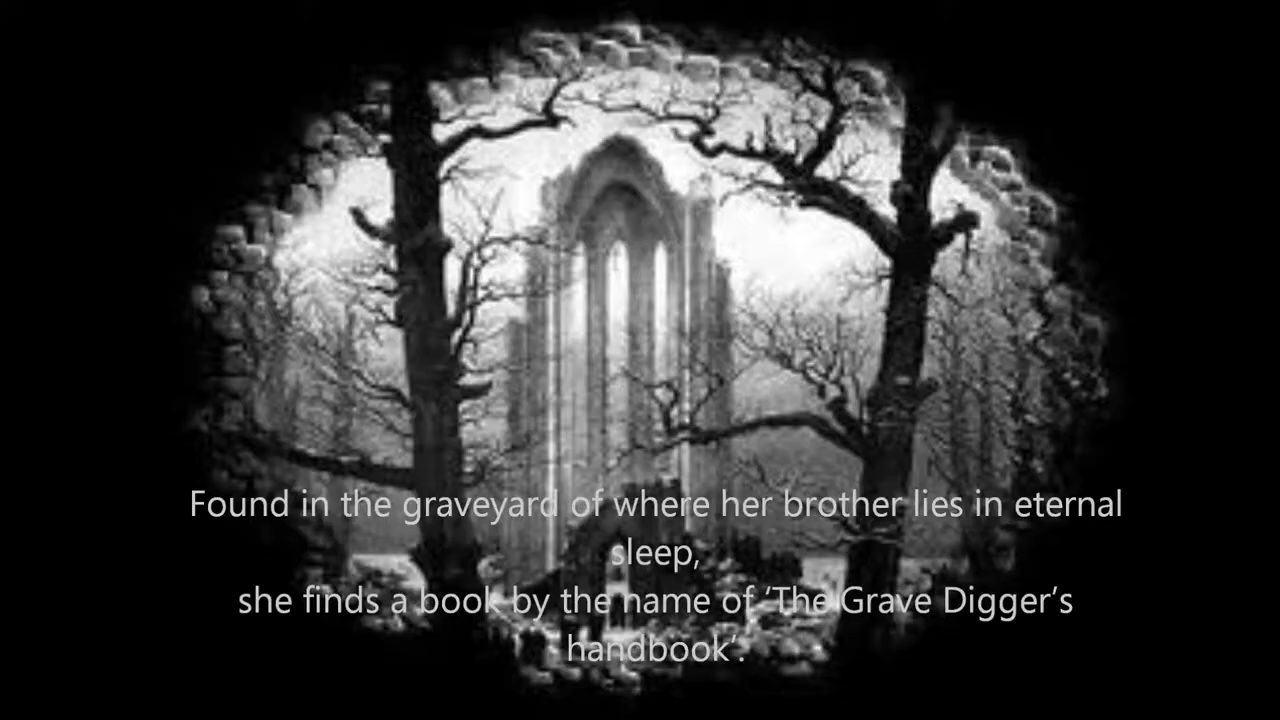 Found in the graveyard of where her brother lies in eternal
sleep,
she finds a book by the name of ‘The Grave Digger’s
handbook’.